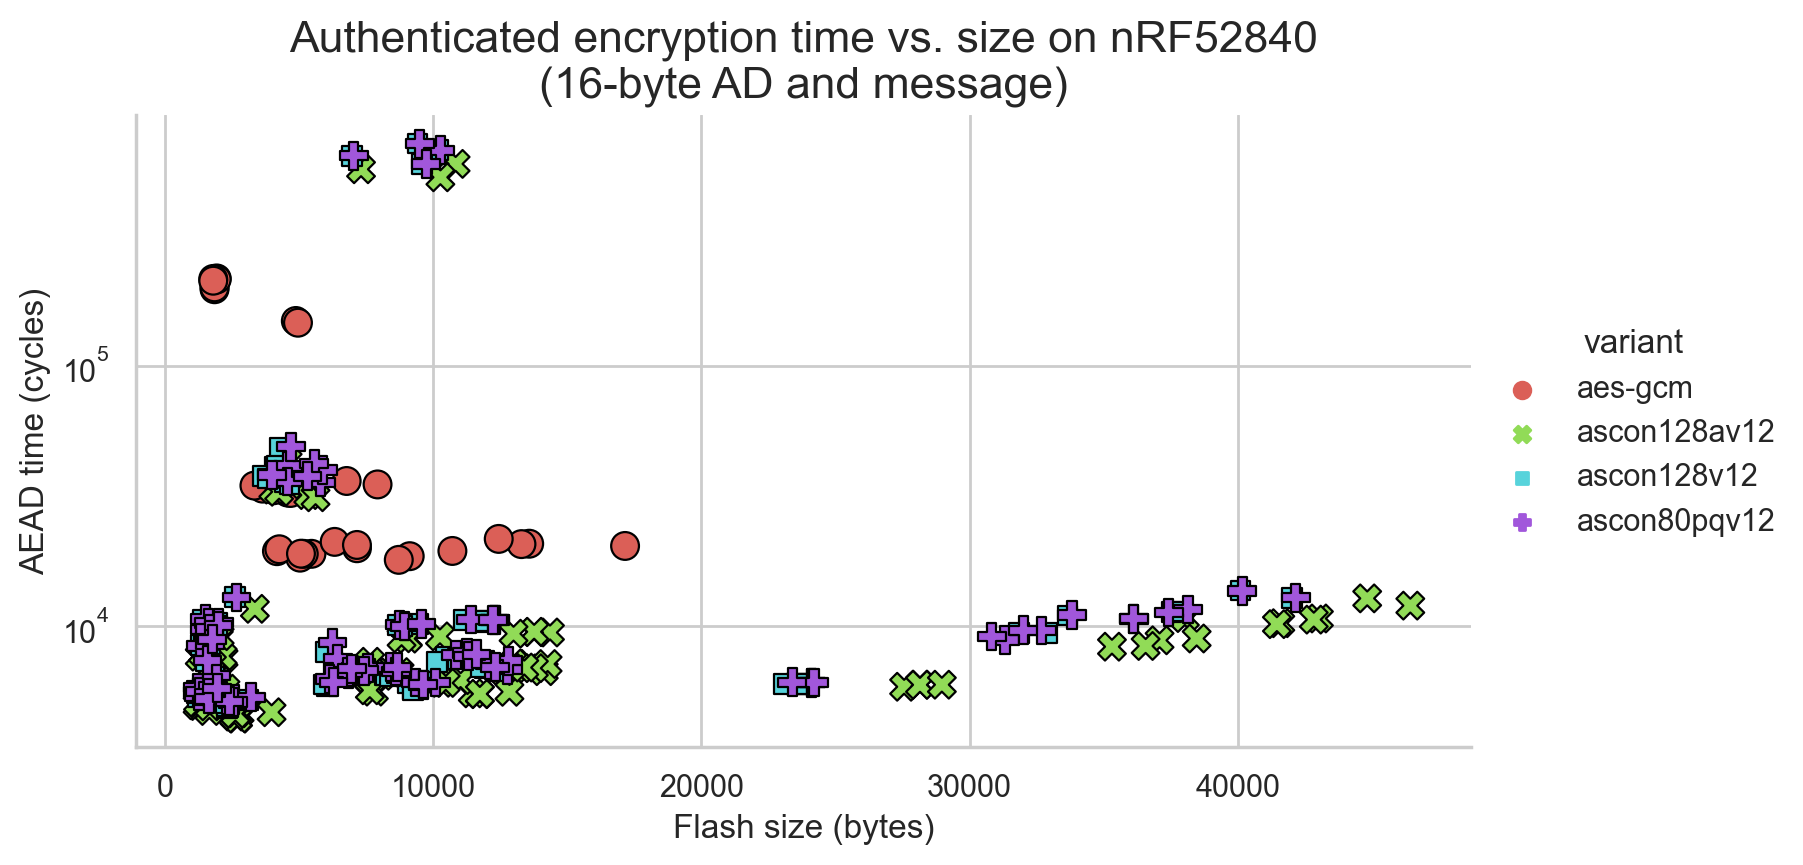 Authenticated encryption time vs. size on nRF52840
(16-byte AD and message)
AEAD time (cycles)
10^5
10^4
0 10000 20000 30000 40000
Flash size (bytes)
variant
aes-gcm
ascon128av12
ascon128v12
ascon80pqv12